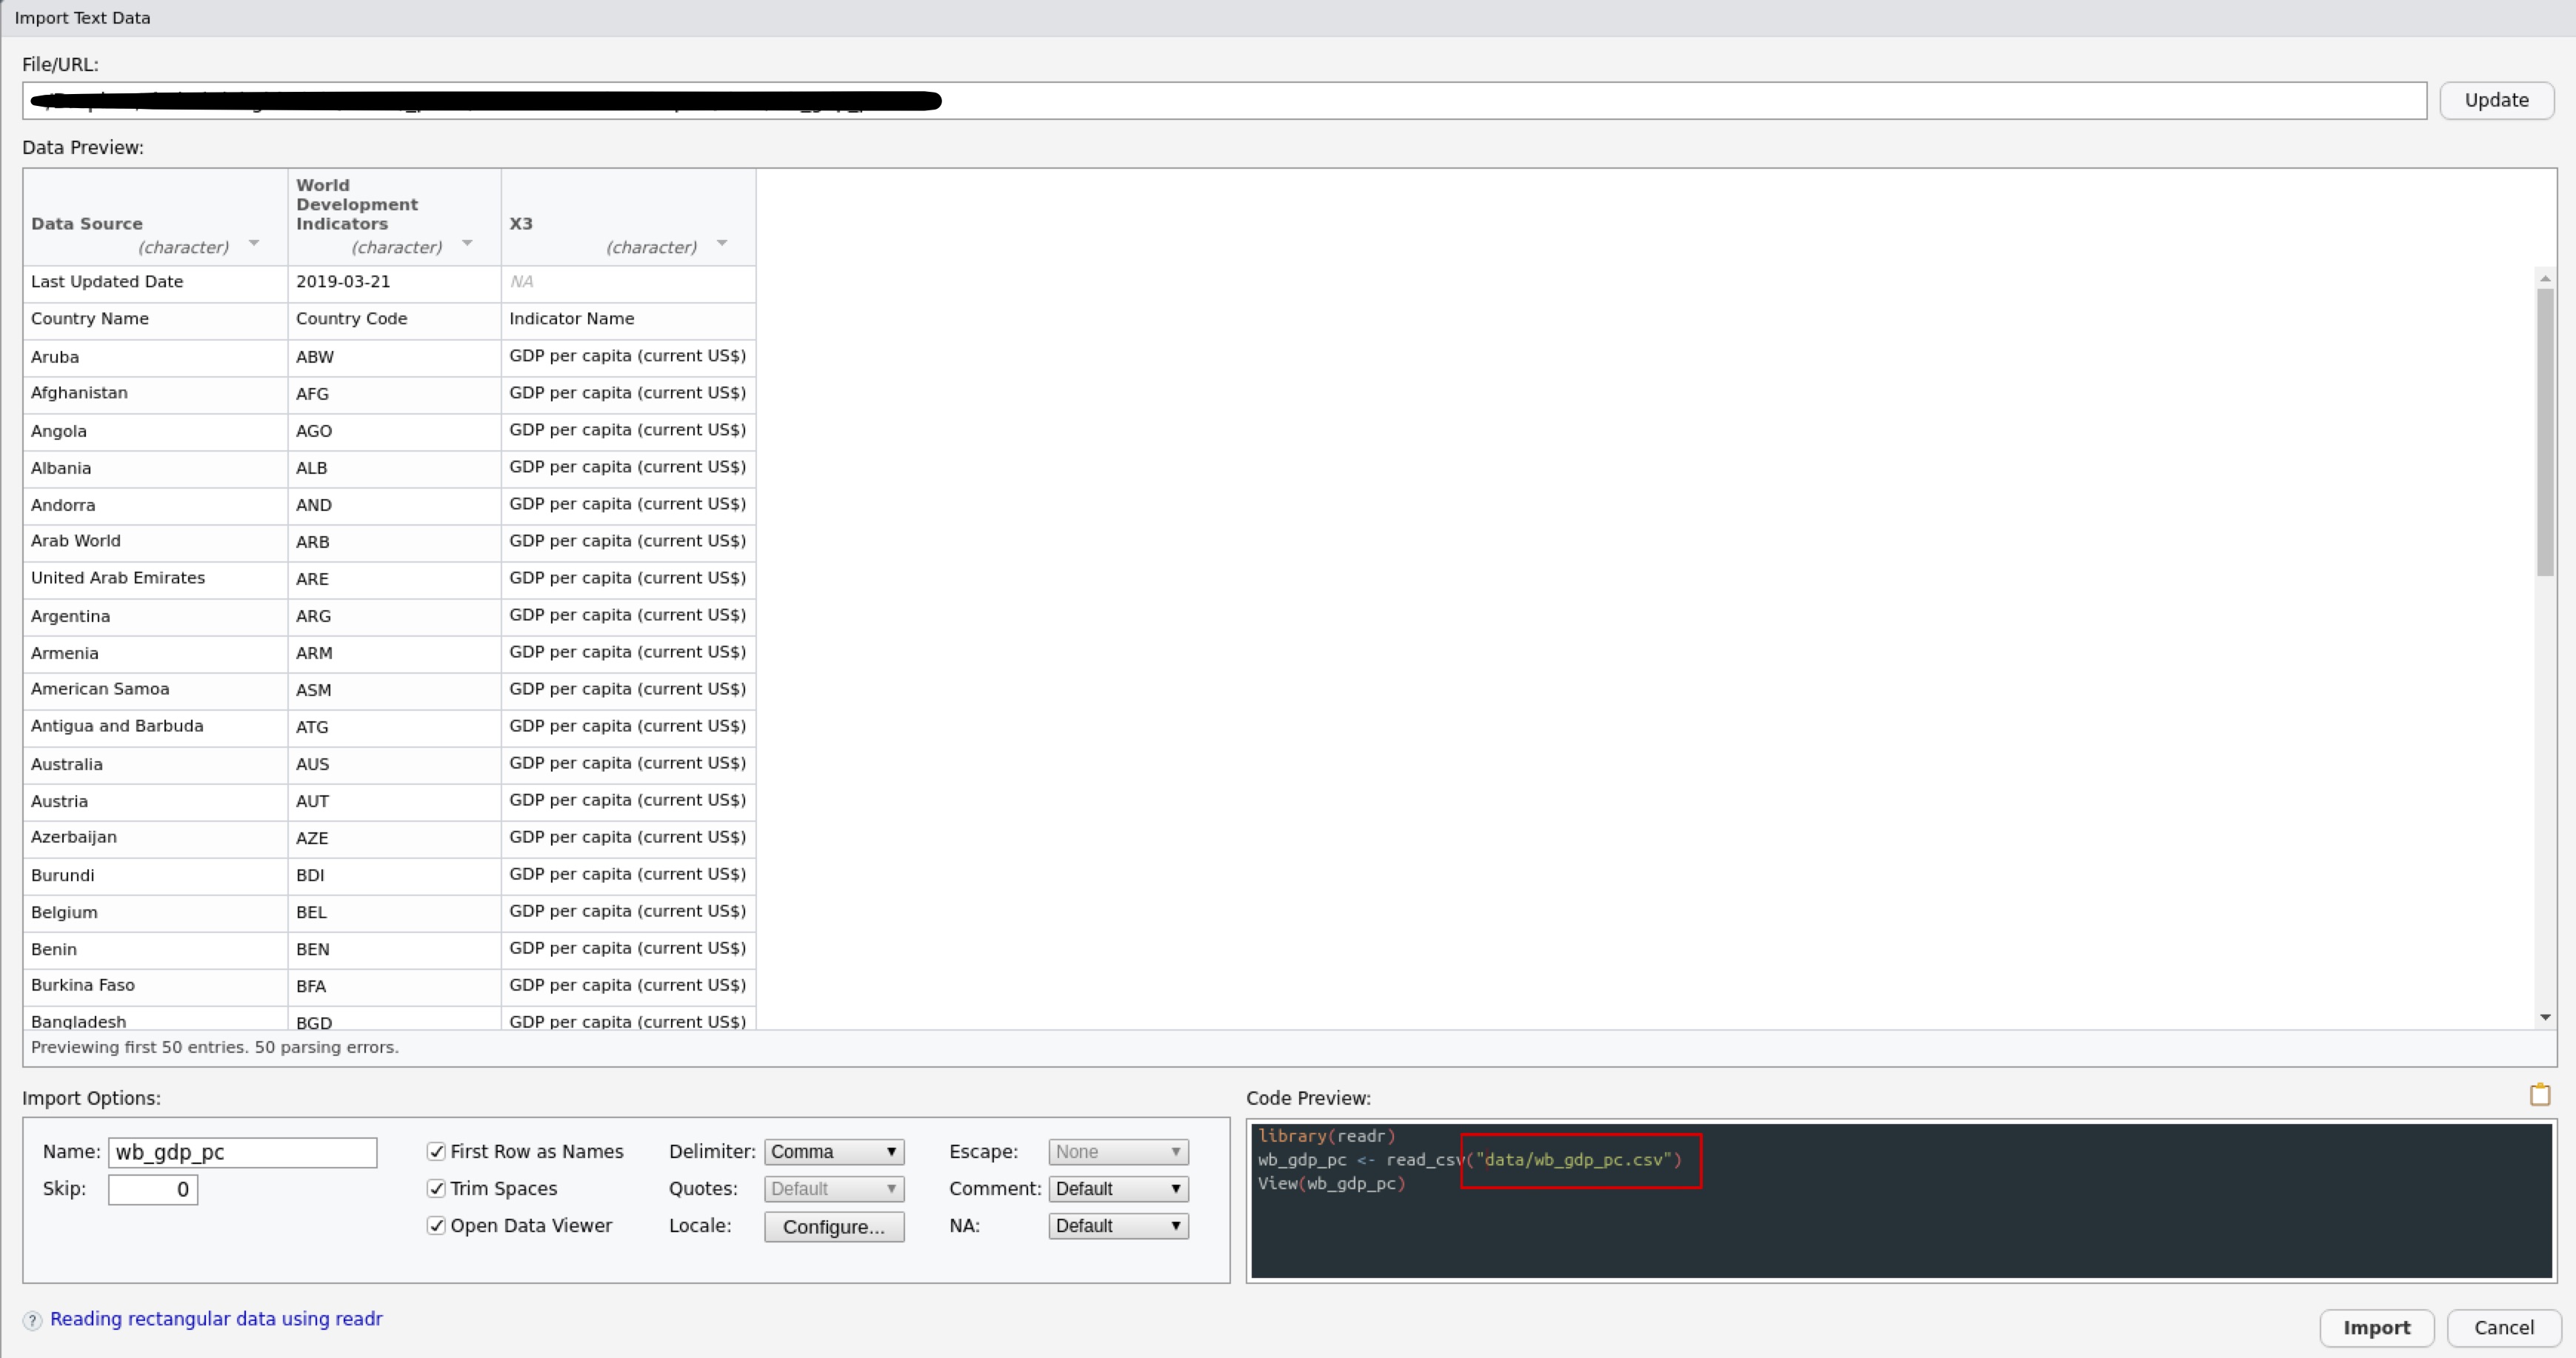 Import Text Data
File/URL:
Update
Data Preview:
Data Source (character)
World Development Indicators (character)
X3 (character)
Last Updated Date 2019-03-21 NA
Country Name Country Code Indicator Name
Aruba ABW GDP per capita (current US$)
Afghanistan AFG GDP per capita (current US$)
Angola AGO GDP per capita (current US$)
Albania ALB GDP per capita (current US$)
Andorra AND GDP per capita (current US$)
Arab World ARB GDP per capita (current US$)
United Arab Emirates ARE GDP per capita (current US$)
Argentina ARG GDP per capita (current US$)
Armenia ARM GDP per capita (current US$)
American Samoa ASM GDP per capita (current US$)
Antigua and Barbuda ATG GDP per capita (current US$)
Australia AUS GDP per capita (current US$)
Austria AUT GDP per capita (current US$)
Azerbaijan AZE GDP per capita (current US$)
Burundi BDI GDP per capita (current US$)
Belgium BEL GDP per capita (current US$)
Benin BEN GDP per capita (current US$)
Burkina Faso BFA GDP per capita (current US$)
Bangladesh BGD GDP per capita (current US$)
Previewing first 50 entries. 50 parsing errors.
Import Options:
Name: wb_gdp_pc
Skip: 0
First Row as Names
Trim Spaces
Open Data Viewer
Delimiter: Comma
Quotes: Default
Locale: Configure...
Escape: None
Comment: Default
NA: Default
Code Preview:
library(readr)
wb_gdp_pc <- read_csv("data/wb_gdp_pc.csv")
View(wb_gdp_pc)
? Reading rectangular data using readr
Import
Cancel